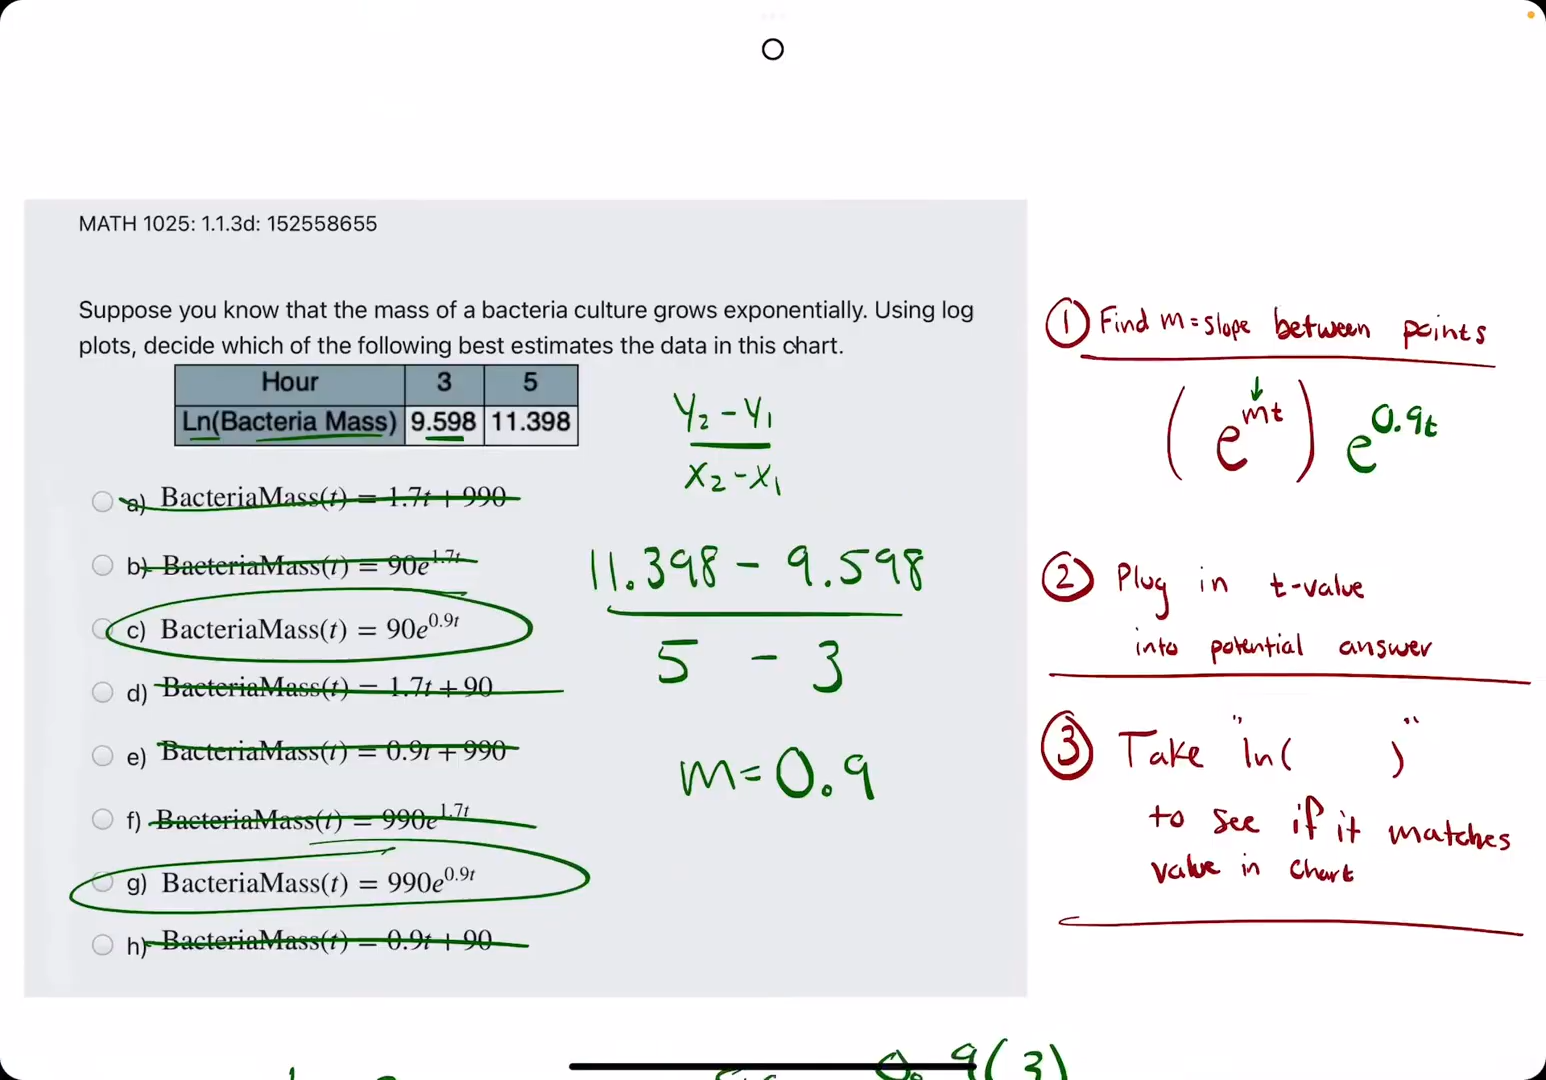 MATH 1025: 1.1.3d: 152558655
Suppose you know that the mass of a bacteria culture grows exponentially. Using log
plots, decide which of the following best estimates the data in this chart.
Hour 3 5
Ln(Bacteria Mass) 9.598 11.398
a) BacteriaMass(t) = 1.7t + 990
b) BacteriaMass(t) = 90e^1.7t
c) BacteriaMass(t) = 90e^0.9t
d) BacteriaMass(t) = 1.7t + 90
e) BacteriaMass(t) = 0.9t + 990
f) BacteriaMass(t) = 990e^1.7t
g) BacteriaMass(t) = 990e^0.9t
h) BacteriaMass(t) = 0.9t + 90
Y₂ - Y₁
X₂ - X₁
11.398 - 9.598
5 - 3
m = 0.9
① Find m = slope between points
(e^mt) e^0.9t
② Plug in t-value
into potential answer
③ Take "ln( )"
to see if it matches
value in chart
0.9(3)